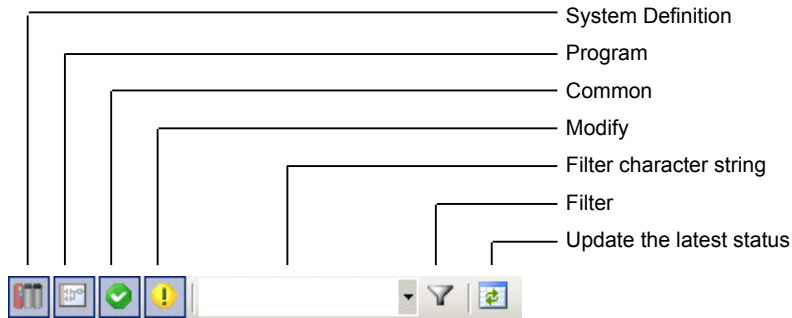 System Definition
Program
Common
Modify
Filter character string
Filter
Update the latest status